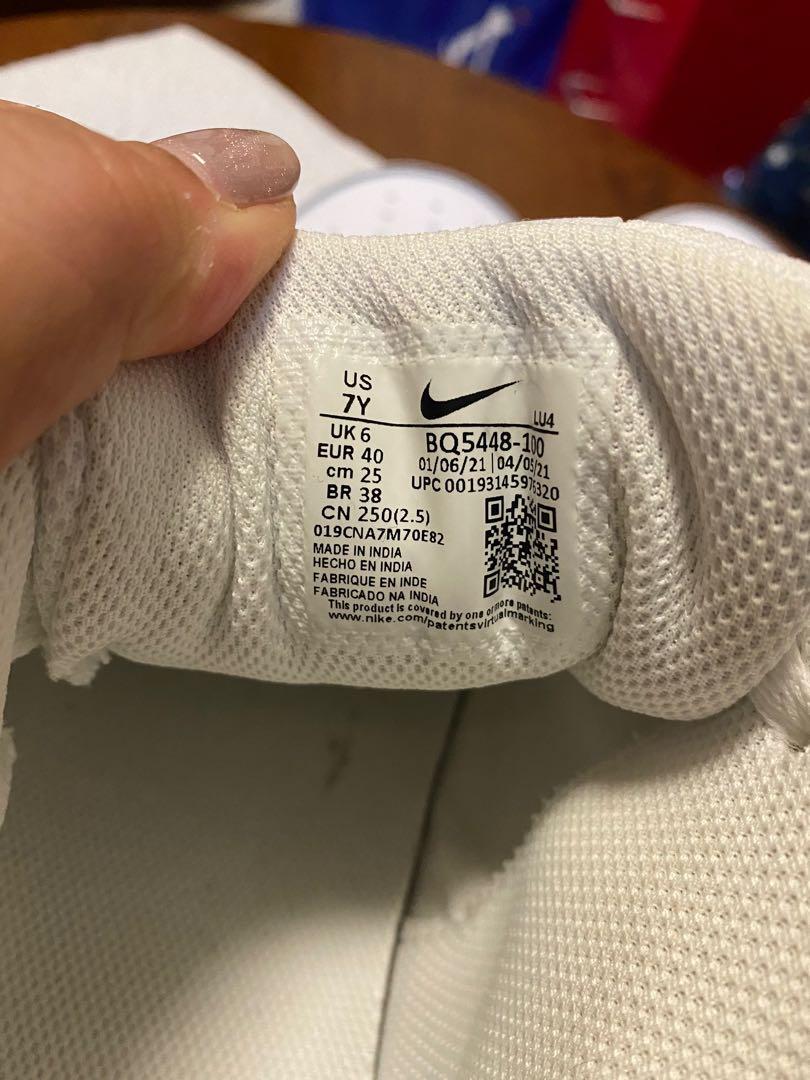 US
7Y
LU4
UK 6
EUR 40
cm 25
BR 38
CN 250(2.5)
BQ5448-100
01/06/21 | 04/05/21
UPC 00193145976320
019CNA7M70E82
MADE IN INDIA
HECHO EN INDIA
FABRIQUE EN INDE
FABRICADO NA INDIA
This product is covered by one or more patents:
www.nike.com/patentsvirtualmarking